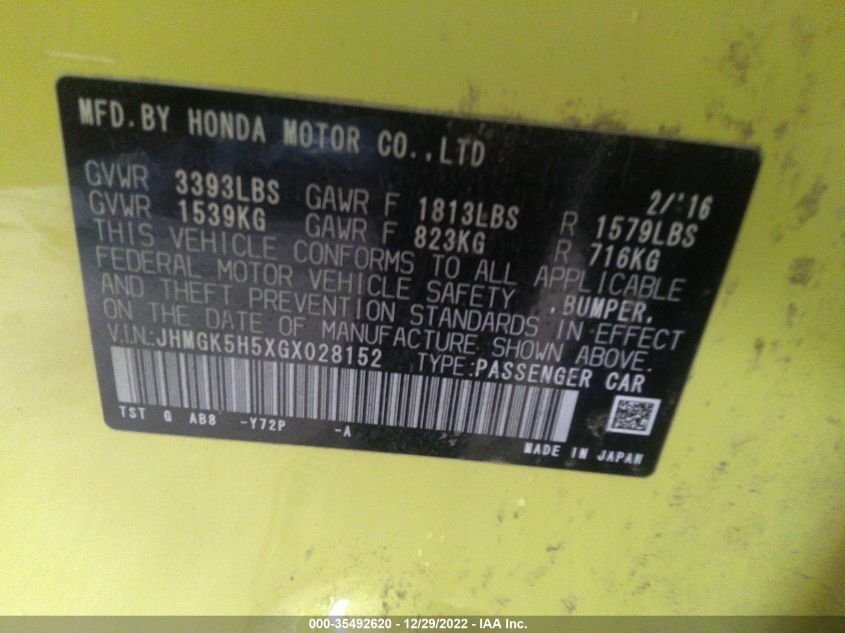 MFD.BY HONDA MOTOR CO.,LTD
2/'16
GVWR 3393LBS GAWR F 1813LBS R 1579LBS
GVWR 1539KG GAWR F 823KG R 716KG
THIS VEHICLE CONFORMS TO ALL APPLICABLE
FEDERAL MOTOR VEHICLE SAFETY , BUMPER,
AND THEFT PREVENTION STANDARDS IN EFFECT
ON THE DATE OF MANUFACTURE SHOWN ABOVE.
V.IN:JHMGK5H5XGX028152 TYPE:PASSENGER CAR
TST G AB8 -Y72P -A
MADE IN JAPAN
000-35492620 - 12/29/2022 - IAA Inc.